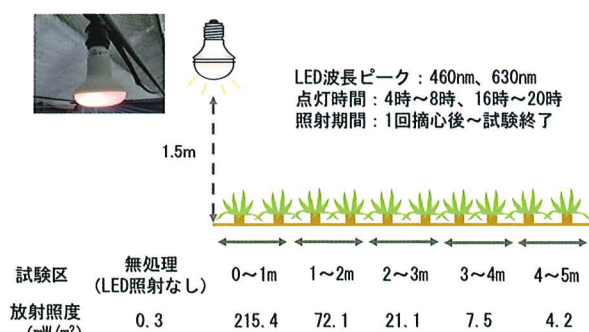 LED波長ピーク：460nm、630nm
点灯時間：4時～8時、16時～20時
照射期間：1回摘心後～試験終了
1.5m
試験区 無処理 0～1m 1～2m 2～3m 3～4m 4～5m
(LED照射なし)
放射照度 0.3 215.4 72.1 21.1 7.5 4.2
(mW/m²)